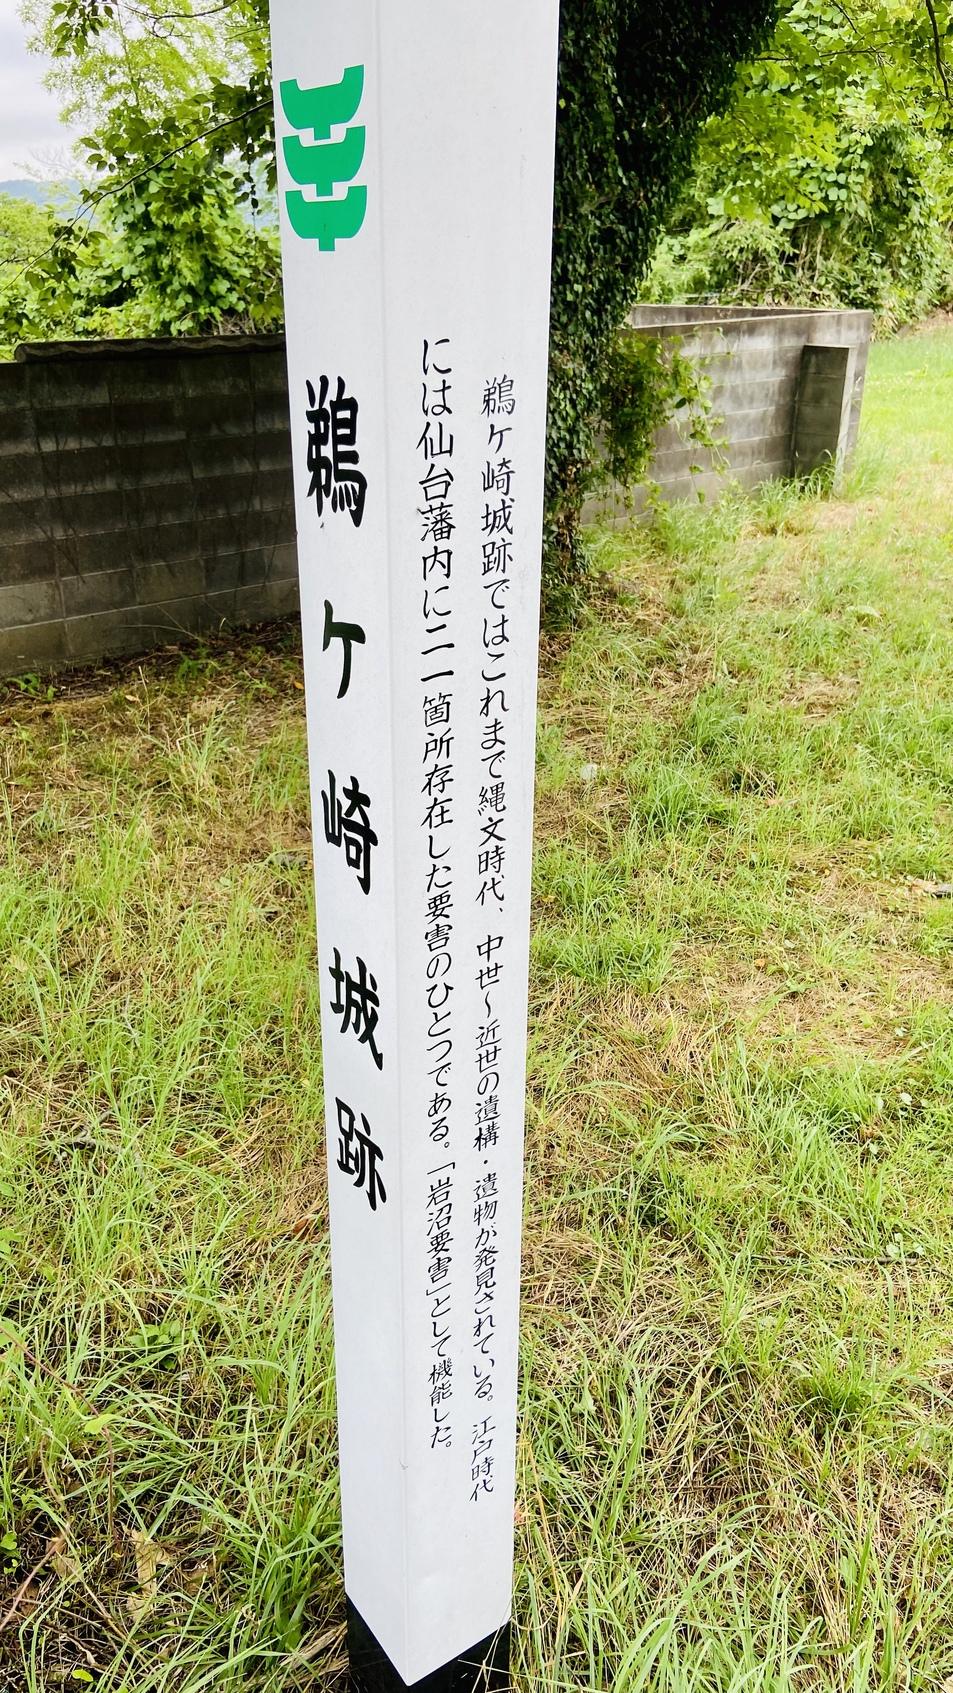 鵜ケ崎城跡
鵜ケ崎城跡ではこれまで縄文時代、中世～近世の遺構・遺物が発見されている。江戸時代
には仙台藩内に二一箇所存在した要害のひとつである。「岩沼要害」として機能した。